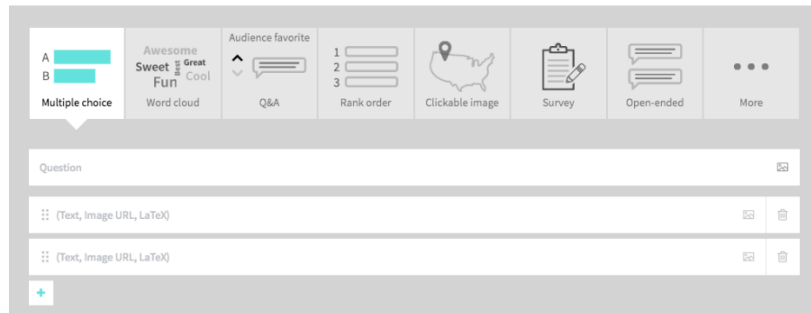 Audience favorite
A
B
Multiple choice
Awesome
Sweet Best Great
Fun Cool
Word cloud
Q&A
1
2
3
Rank order
Clickable image
Survey
Open-ended
More
Question
(Text, Image URL, LaTeX)
(Text, Image URL, LaTeX)
+